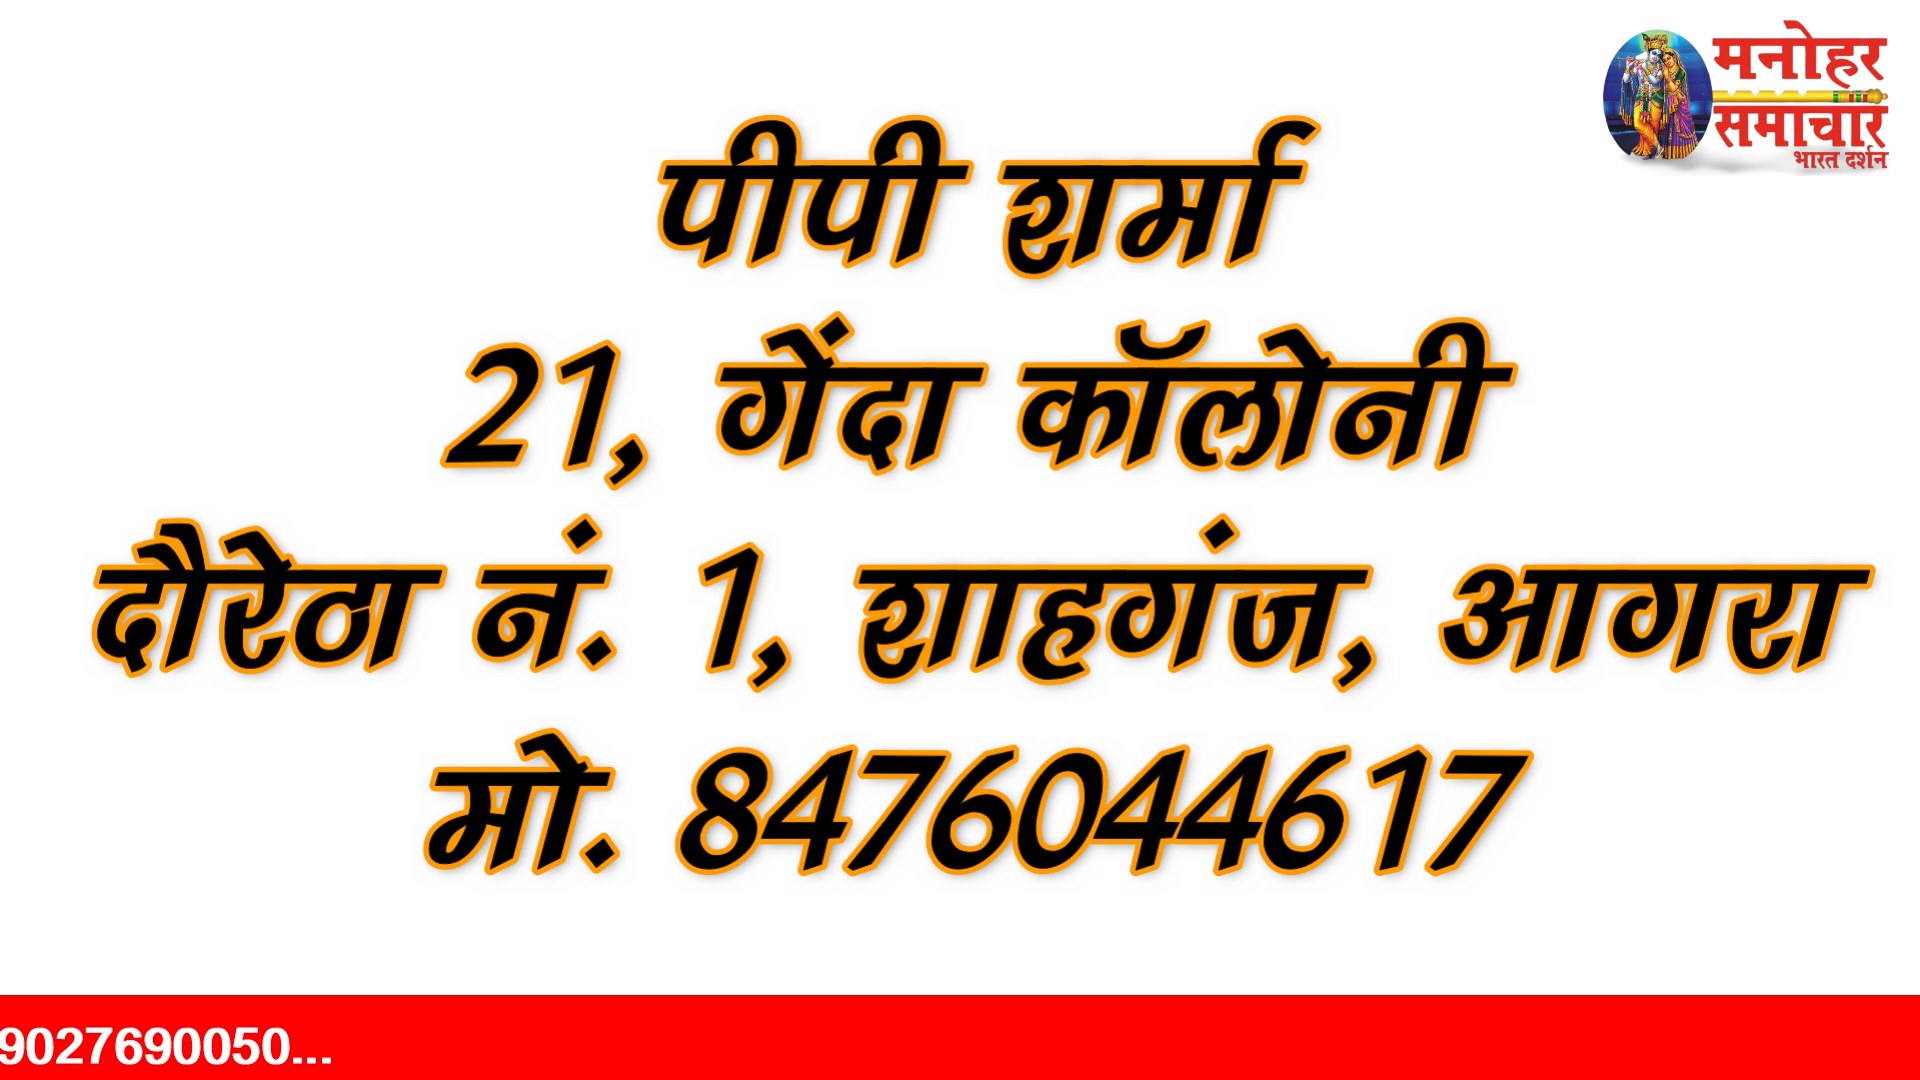 मनोहर
समाचार
भारत दर्शन
पीपी शर्मा
21, गेंदा कॉलोनी
दौरेठा नं. 1, शाहगंज, आगरा
मो. 8476044617
9027690050...